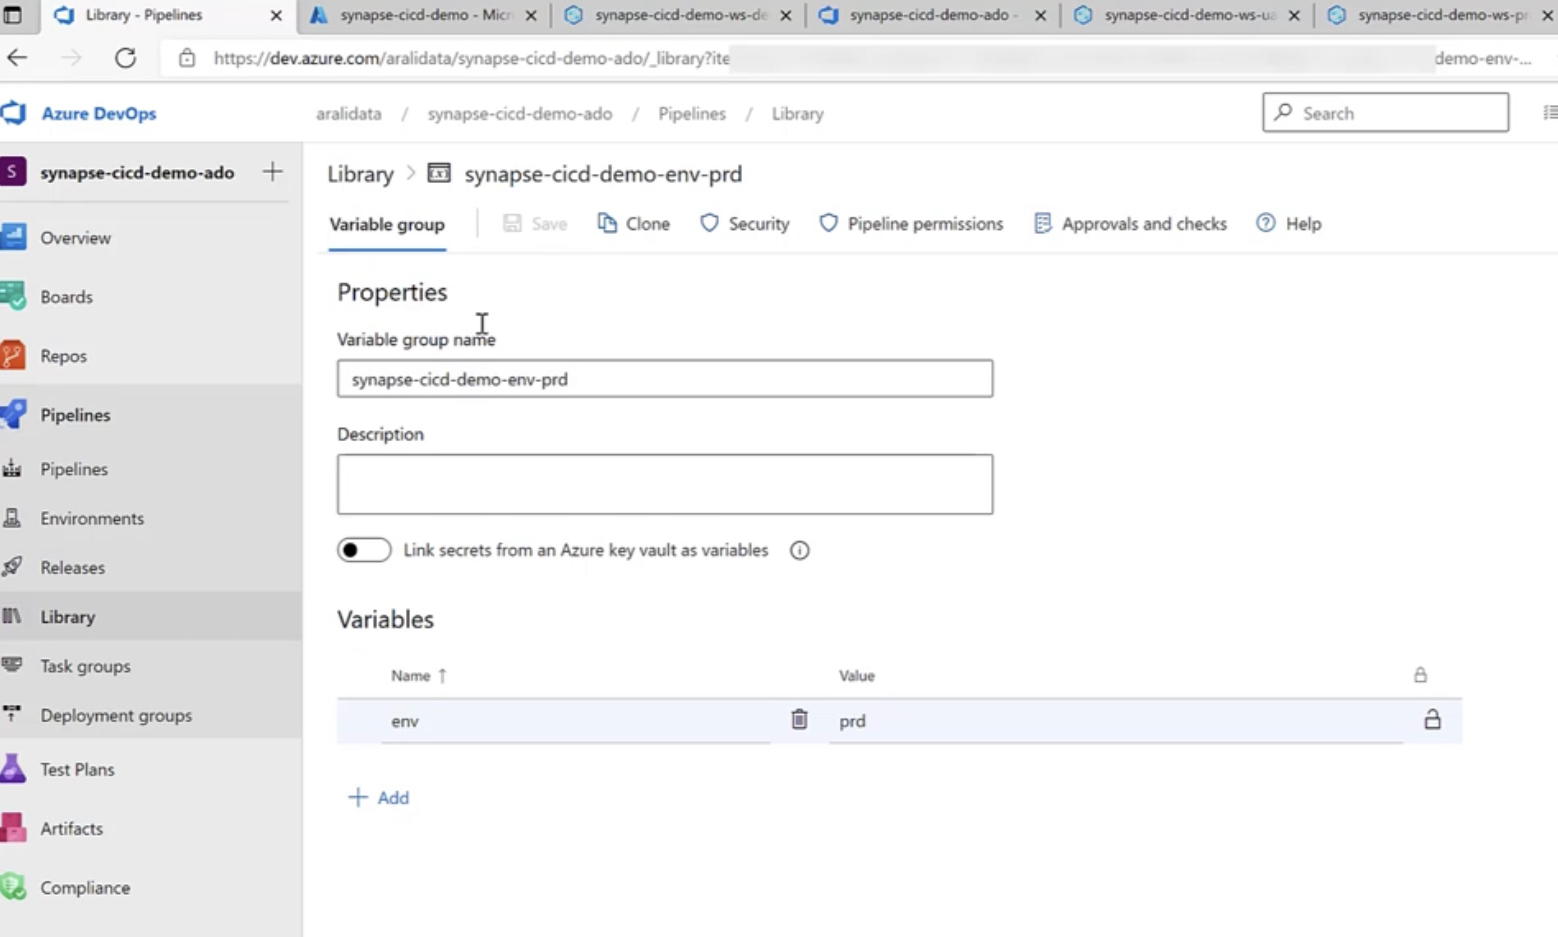 Library - Pipelines
synapse-cicd-demo - Micr
synapse-cicd-demo-ws-de
synapse-cicd-demo-ado -
synapse-cicd-demo-ws-ua
synapse-cicd-demo-ws-pr
https://dev.azure.com/aralidata/synapse-cicd-demo-ado/_library?ite demo-env-...
Azure DevOps
aralidata / synapse-cicd-demo-ado / Pipelines / Library
Search
S synapse-cicd-demo-ado
Library > synapse-cicd-demo-env-prd
Variable group Save Clone Security Pipeline permissions Approvals and checks Help
Overview
Boards
Repos
Pipelines
Pipelines
Environments
Releases
Library
Task groups
Deployment groups
Test Plans
Artifacts
Compliance
Properties
Variable group name
synapse-cicd-demo-env-prd
Description
Link secrets from an Azure key vault as variables
Variables
Name ↑ Value
env prd
+ Add